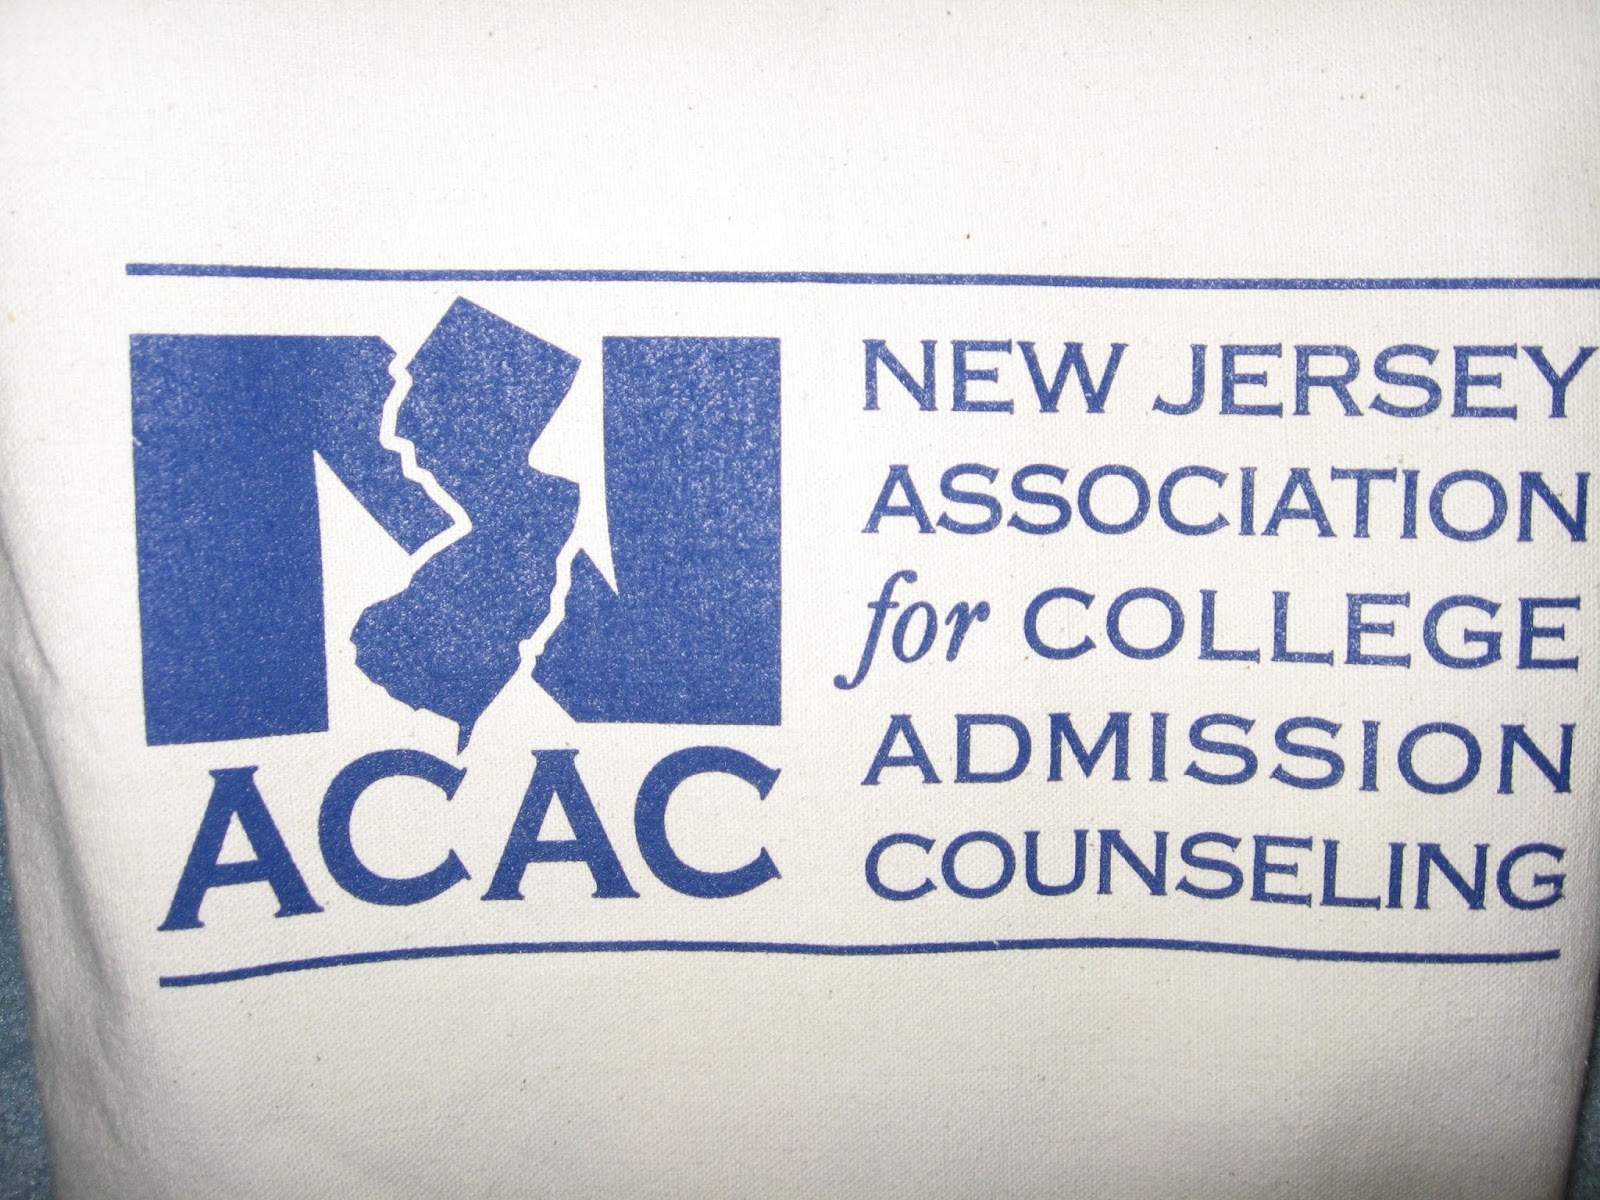 N
ACAC
NEW JERSEY
ASSOCIATION
for COLLEGE
ADMISSION
COUNSELING